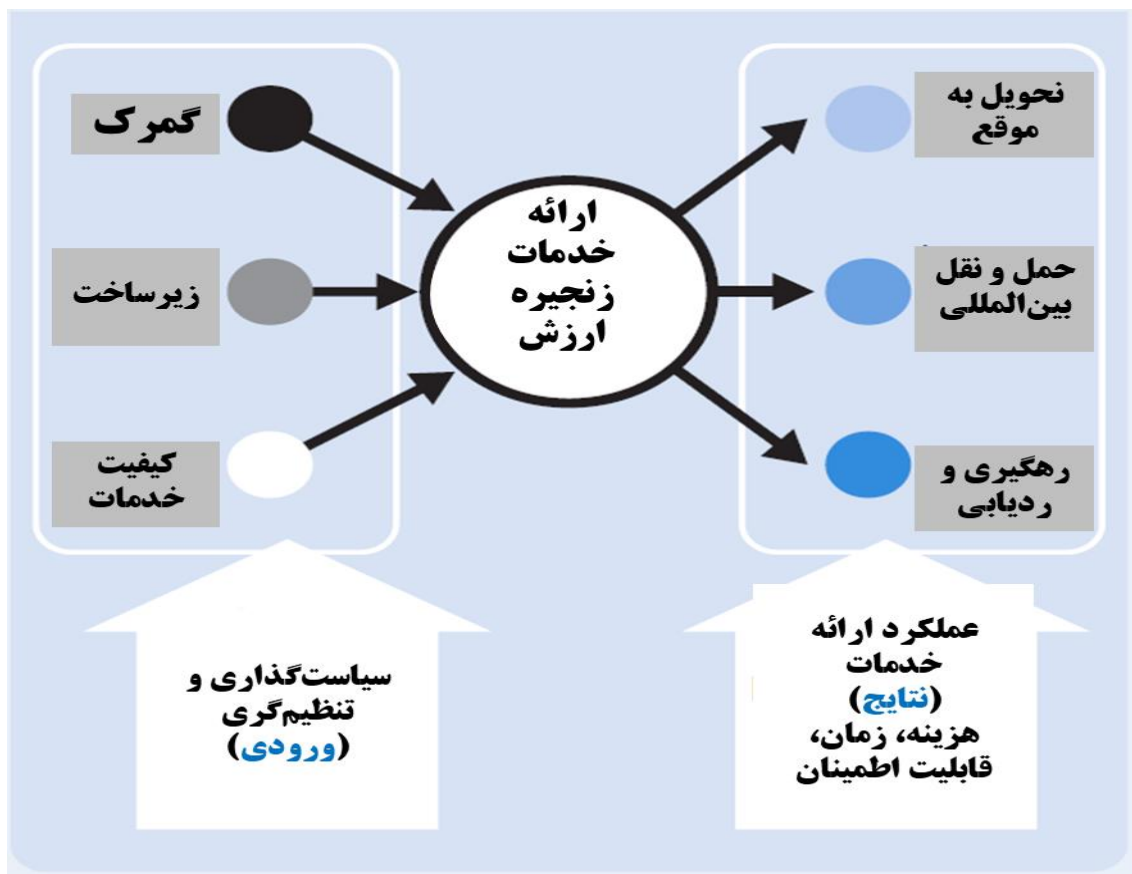 گمرک
زیرساخت
کیفیت
خدمات
ارائه
خدمات
زنجیره
ارزش
نحویل به
موقع
حمل و نقل
بین‌المللی
رهگیری و
ردیابی
سیاست‌گذاری و
تنظیم‌گری
(ورودی)
عملکرد ارائه
خدمات
(نتایج)
هزینه، زمان،
قابلیت اطمینان